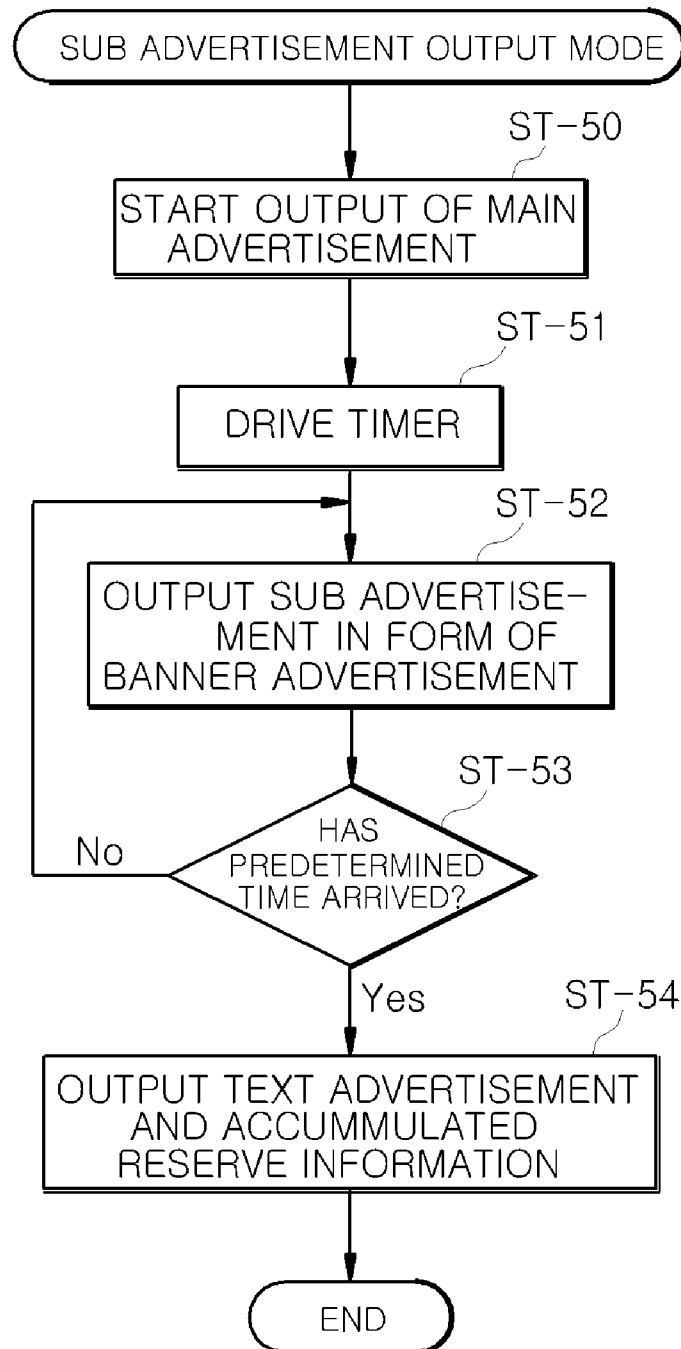 SUB ADVERTISEMENT OUTPUT MODE
ST-50
START OUTPUT OF MAIN
ADVERTISEMENT
ST-51
DRIVE TIMER
ST-52
OUTPUT SUB ADVERTISE-
MENT IN FORM OF
BANNER ADVERTISEMENT
ST-53
HAS
PREDETERMINED
TIME ARRIVED?
No
Yes
ST-54
OUTPUT TEXT ADVERTISEMENT
AND ACCUMMULATED
RESERVE INFORMATION
END